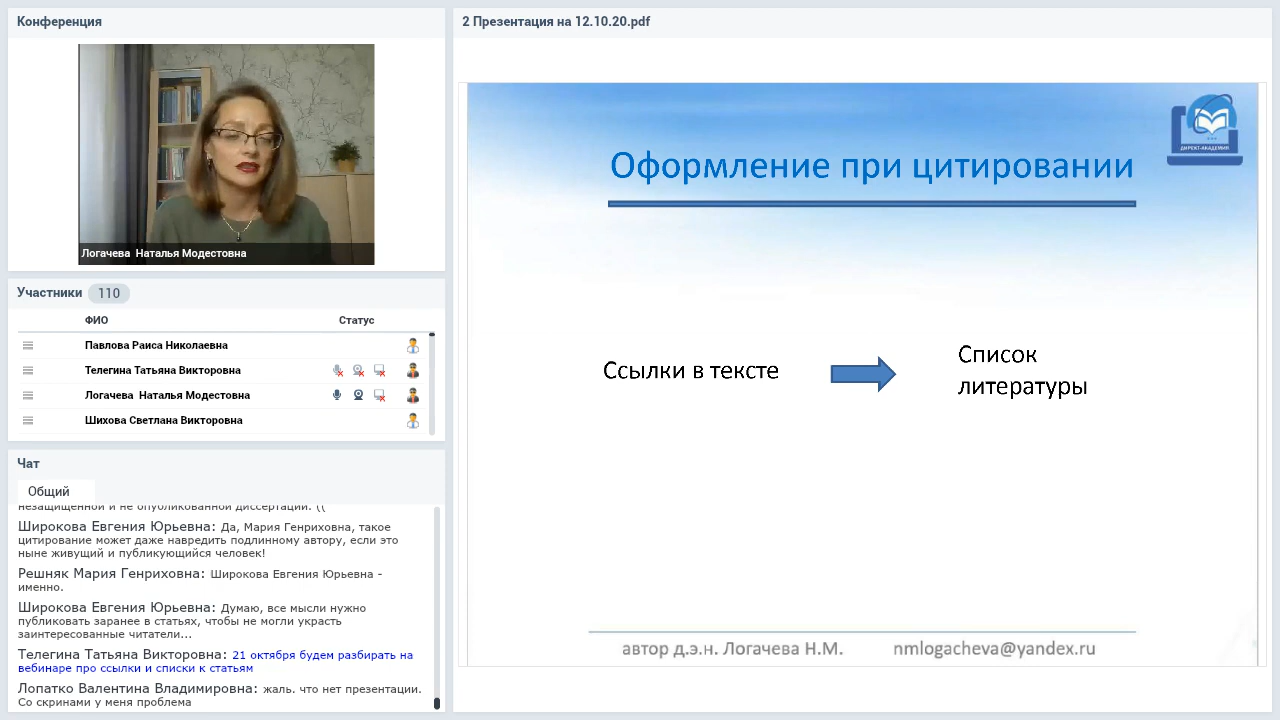 Конференция
Логачева  Наталья Модестовна
Участники 110
ФИО Статус
Павлова Раиса Николаевна
Телегина Татьяна Викторовна
Логачева  Наталья Модестовна
Шихова Светлана Викторовна
Чат
Общий
незащищенной и не опубликованной диссертации. ((
Широкова Евгения Юрьевна: Да, Мария Генриховна, такое
цитирование может даже навредить подлинному автору, если это
ныне живущий и публикующийся человек!
Решняк Мария Генриховна: Широкова Евгения Юрьевна -
именно.
Широкова Евгения Юрьевна: Думаю, все мысли нужно
публиковать заранее в статьях, чтобы не могли украсть
заинтересованные читатели...
Телегина Татьяна Викторовна: 21 октября будем разбирать на
вебинаре про ссылки и списки к статьям
Лопатко Валентина Владимировна: жаль. что нет презентации.
Со скринами у меня проблема
2 Презентация на 12.10.20.pdf
ДИРЕКТ-АКАДЕМИЯ
Оформление при цитировании
Ссылки в тексте
Список
литературы
автор д.э.н. Логачева Н.М. nmlogacheva@yandex.ru